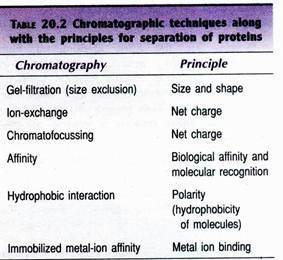 TABLE 20.2 Chromatographic techniques along
with the principles for separation of proteins
Chromatography Principle
Gel-filtration (size exclusion) Size and shape
Ion-exchange Net charge
Chromatofocussing Net charge
Affinity Biological affinity and
molecular recognition
Hydrophobic interaction Polarity
(hydrophobicity
of molecules)
Immobilized metal-ion affinity Metal ion binding